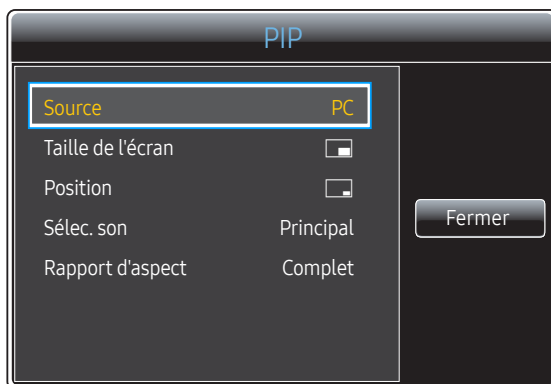 PIP
Source PC
Taille de l'écran
Position
Sélec. son Principal
Rapport d'aspect Complet
Fermer